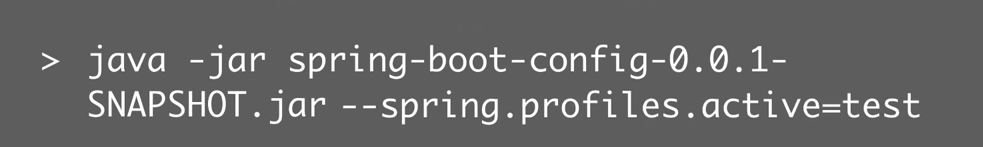 > java -jar spring-boot-config-0.0.1-
SNAPSHOT.jar --spring.profiles.active=test